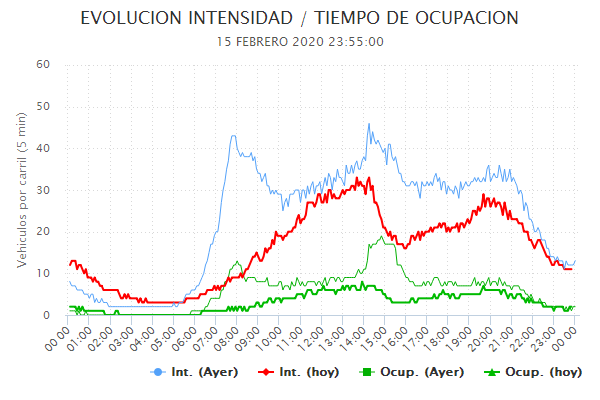 EVOLUCION INTENSIDAD / TIEMPO DE OCUPACION
15 FEBRERO 2020 23:55:00
Vehiculos por carril (5 min)
60
50
40
30
20
10
0
00:00 01:00 02:00 03:00 04:00 05:00 06:00 07:00 08:00 09:00 10:00 11:00 12:00 13:00 14:00 15:00 16:00 17:00 18:00 19:00 20:00 21:00 22:00 23:00 00:00
Int. (Ayer) Int. (hoy) Ocup. (Ayer) Ocup. (hoy)